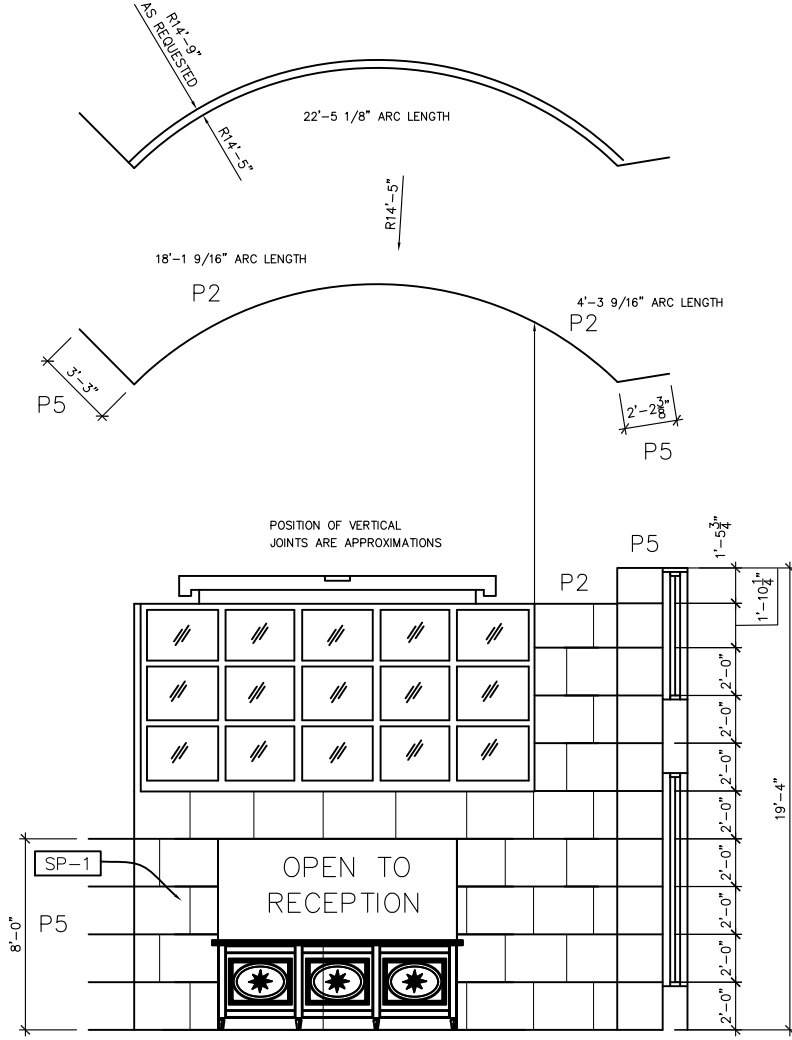 R14'-9"
AS REQUESTED
22'-5 1/8" ARC LENGTH
R14'-5"
R14'-5"
18'-1 9/16" ARC LENGTH
P2
4'-3 9/16" ARC LENGTH
P2
3'-3"
P5
2'-2 3/8"
P5
POSITION OF VERTICAL
JOINTS ARE APPROXIMATIONS
P5
1'-5 3/4"
P2
1'-10 1/4"
2'-0"
2'-0"
2'-0"
2'-0"
19'-4"
2'-0"
SP-1
OPEN TO
RECEPTION
2'-0"
P5
8'-0"
2'-0"
2'-0"